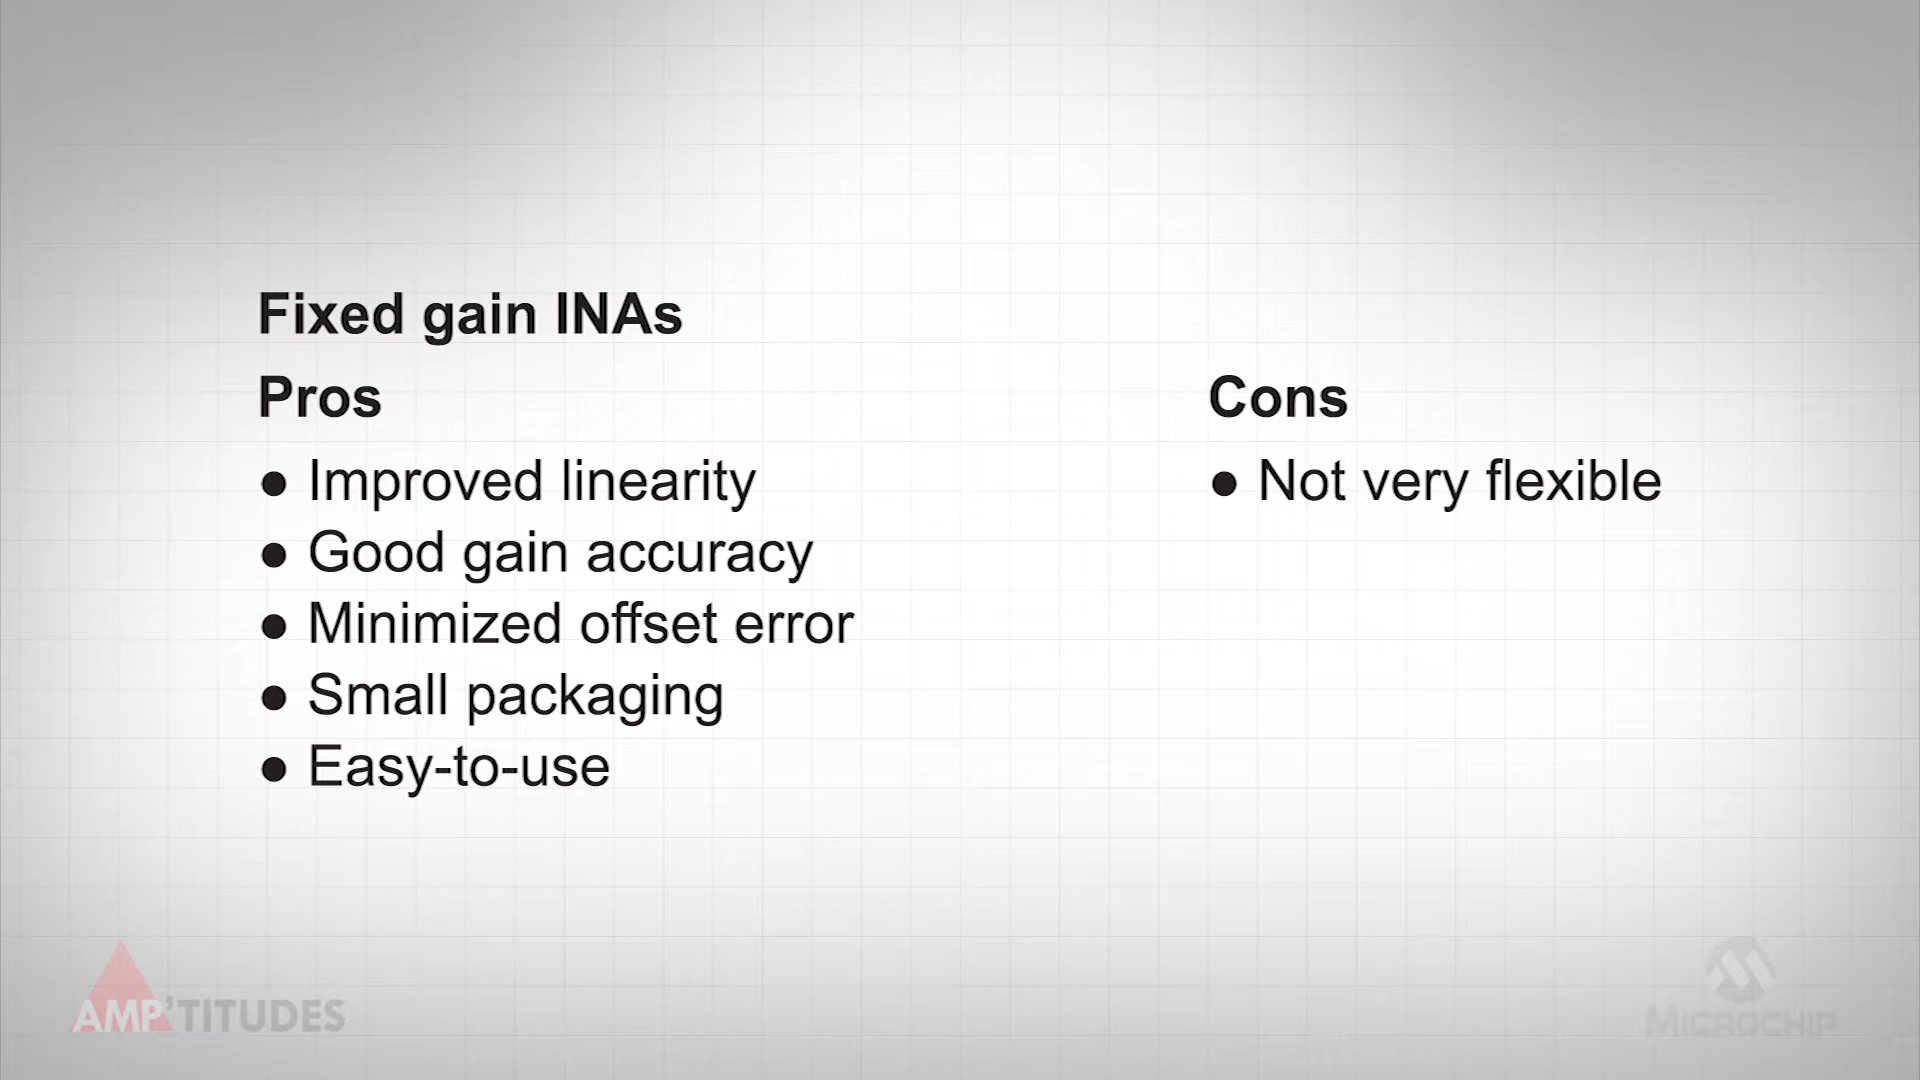 Fixed gain INAs
Pros
● Improved linearity
● Good gain accuracy
● Minimized offset error
● Small packaging
● Easy-to-use
Cons
● Not very flexible
AMP'TITUDES
MICROCHIP